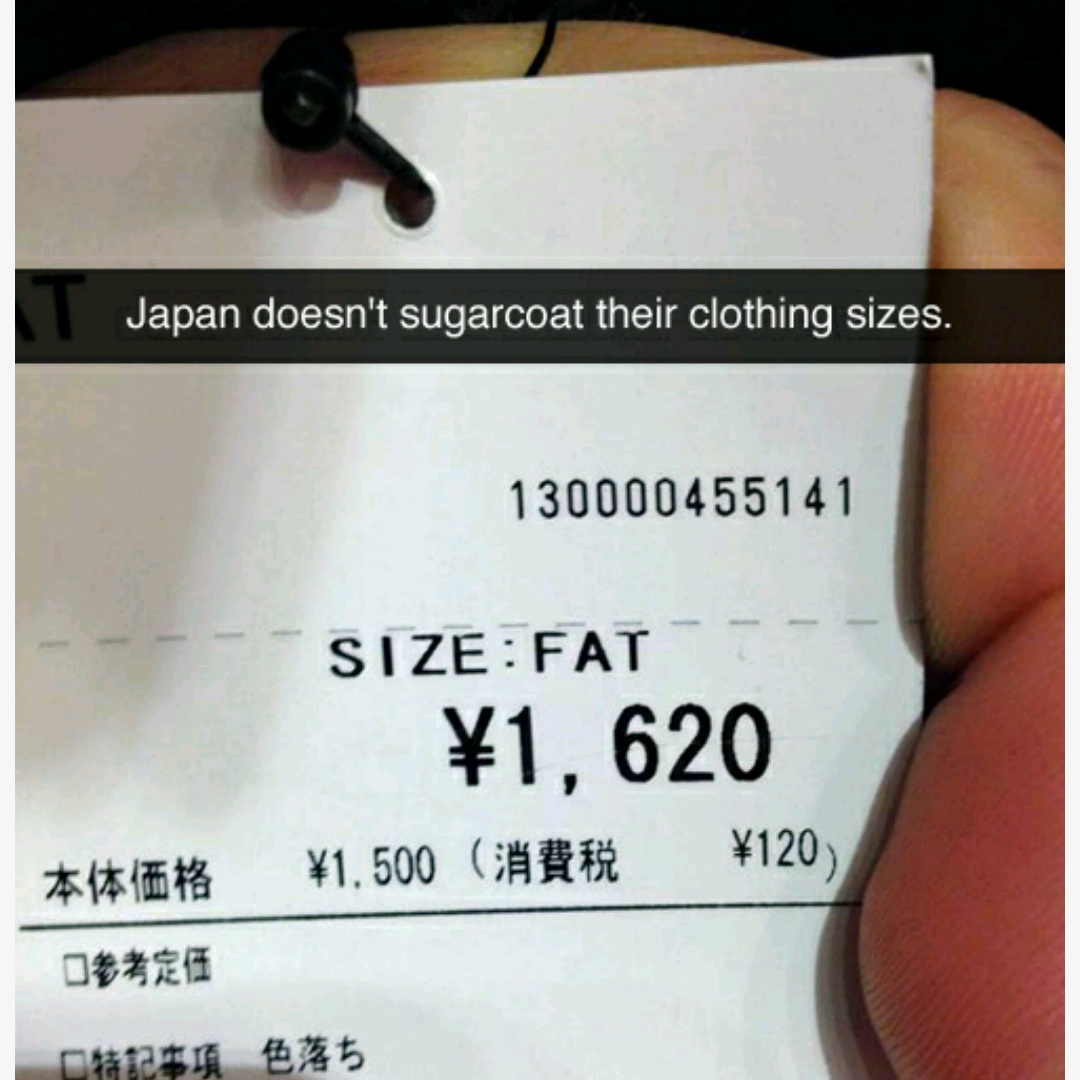 AT
Japan doesn't sugarcoat their clothing sizes.
130000455141
SIZE:FAT
¥1,620
本体価格 ¥1,500 (消費税 ¥120)
□参考定価
□特記事項 色落ち